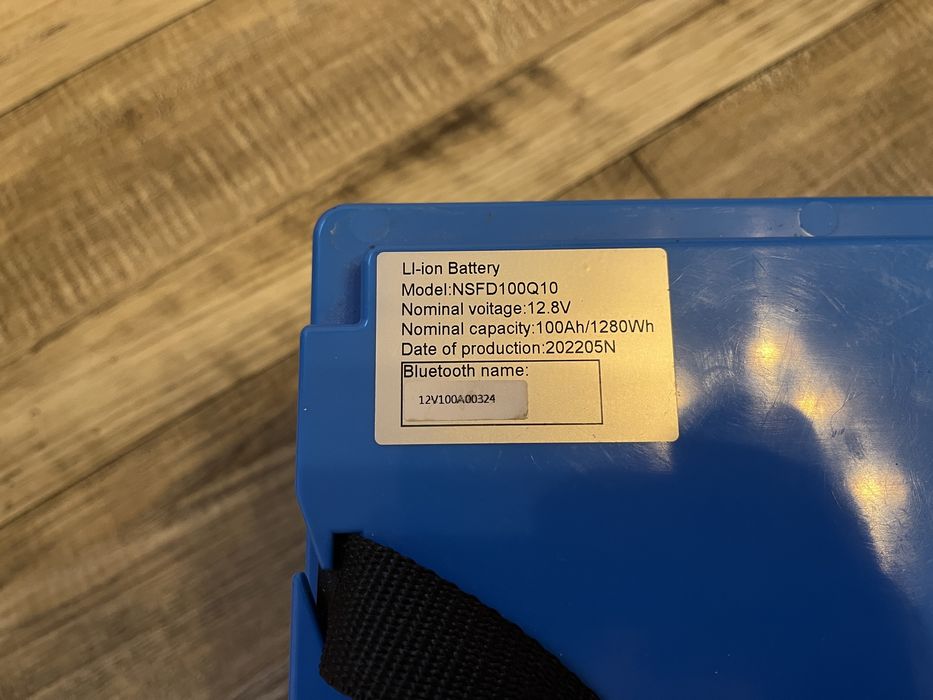 LI-ion Battery
Model:NSFD100Q10
Nominal voitage:12.8V
Nominal capacity:100Ah/1280Wh
Date of production:202205N
Bluetooth name:
12V100A00324